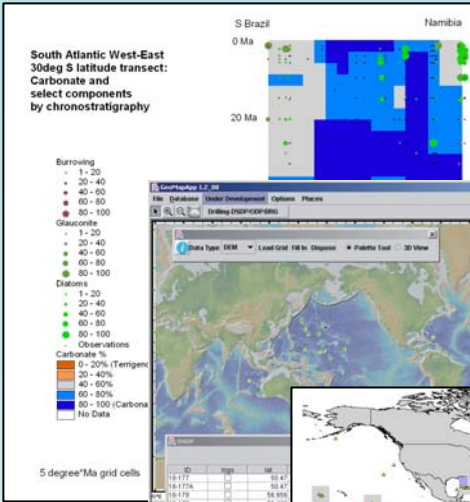 S Brazil
Namibia
South Atlantic West-East
30deg S latitude transect:
Carbonate and
select components
by chronostratigraphy
0 Ma
20 Ma
Burrowing
1 - 20
20 - 40
40 - 60
60 - 80
80 - 100
Glauconite
1 - 20
20 - 40
40 - 60
60 - 80
80 - 100
Diatoms
1 - 20
20 - 40
40 - 60
60 - 80
80 - 100
Observations
Carbonate %
0 - 20% (Terrigeno
20 - 40%
40 - 60%
60 - 80%
80 - 100 (Carbona
No Data
5 degree*Ma grid cells
GeoMapApp 1.2_08
File Database Under Development Options Places
Drilling-DSDP/ODP/BRG
Data Type DEM Load Grid Fill In Dispose Palette Tool 3D View
DSDP
ID logs lat
18-177 50.47
18-177A 50.47
18-178 56.956